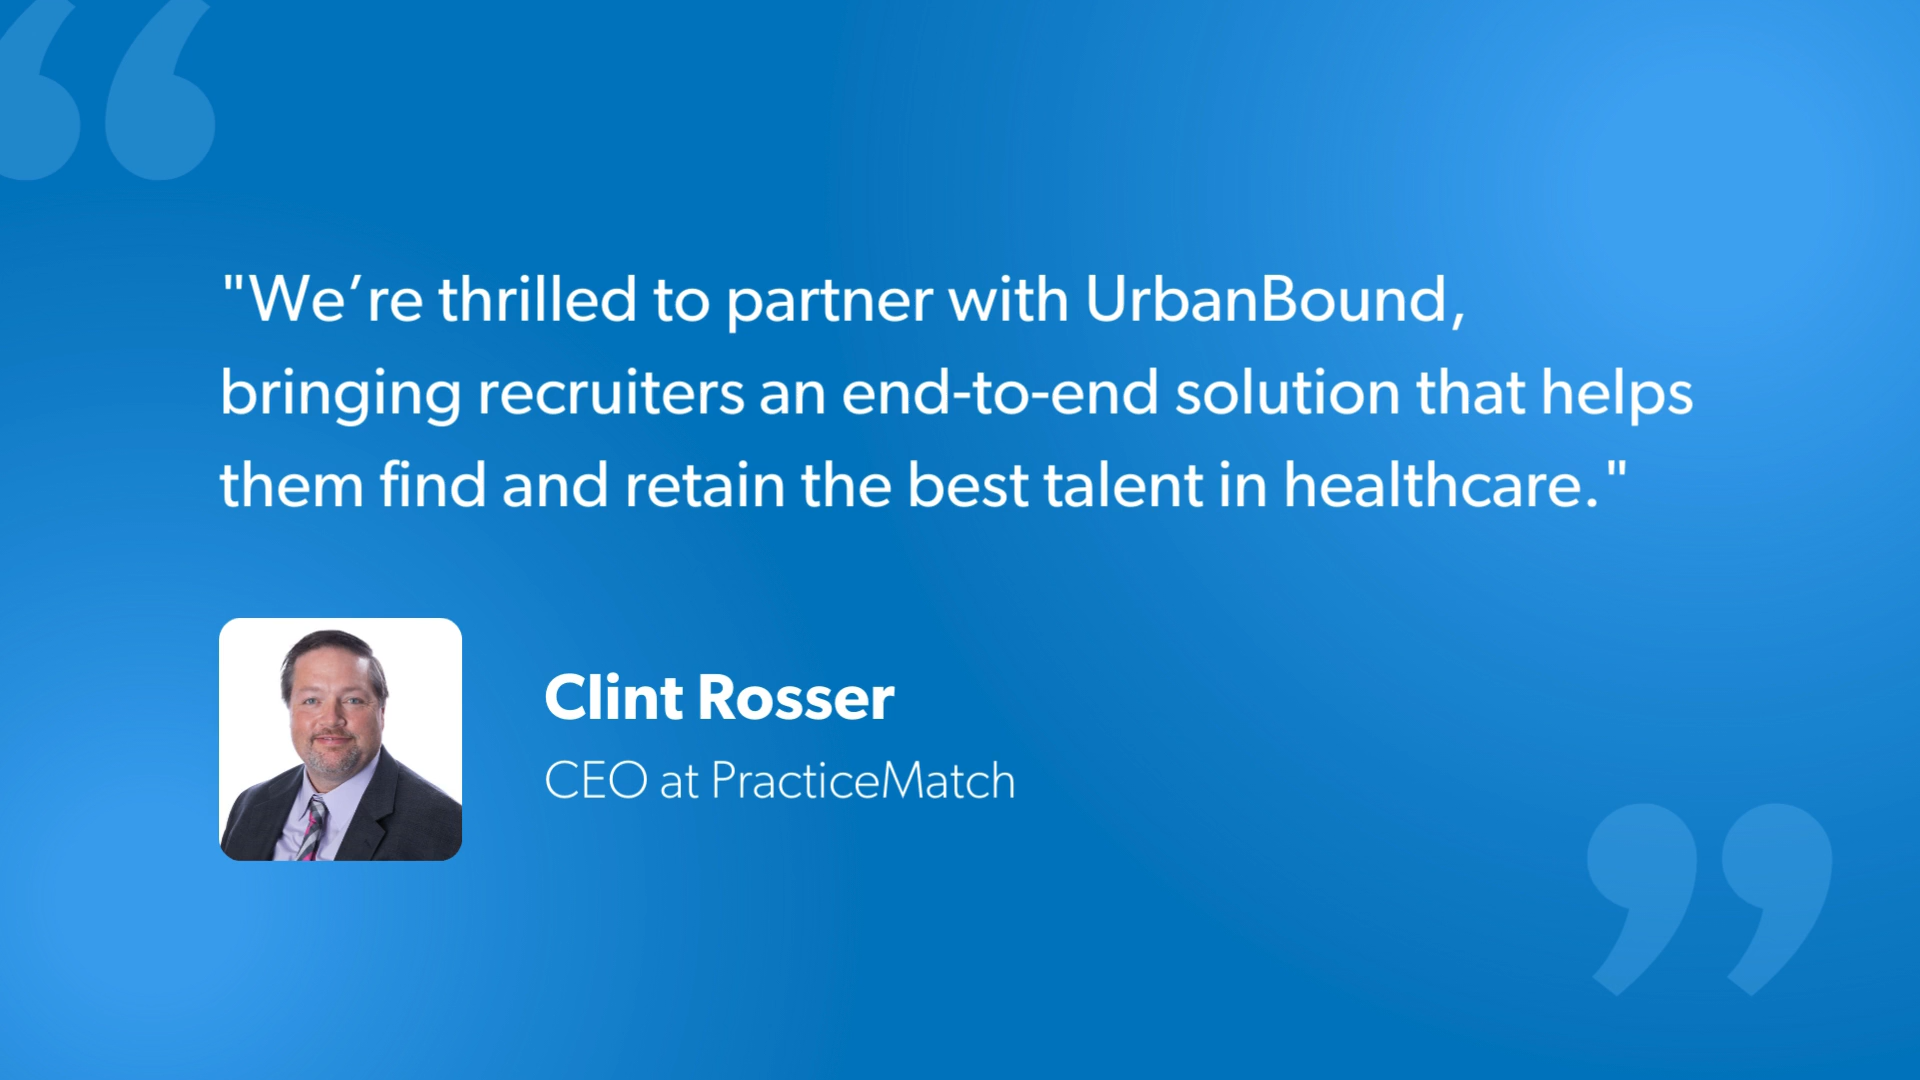 "We’re thrilled to partner with UrbanBound,
bringing recruiters an end-to-end solution that helps
them find and retain the best talent in healthcare."
Clint Rosser
CEO at PracticeMatch